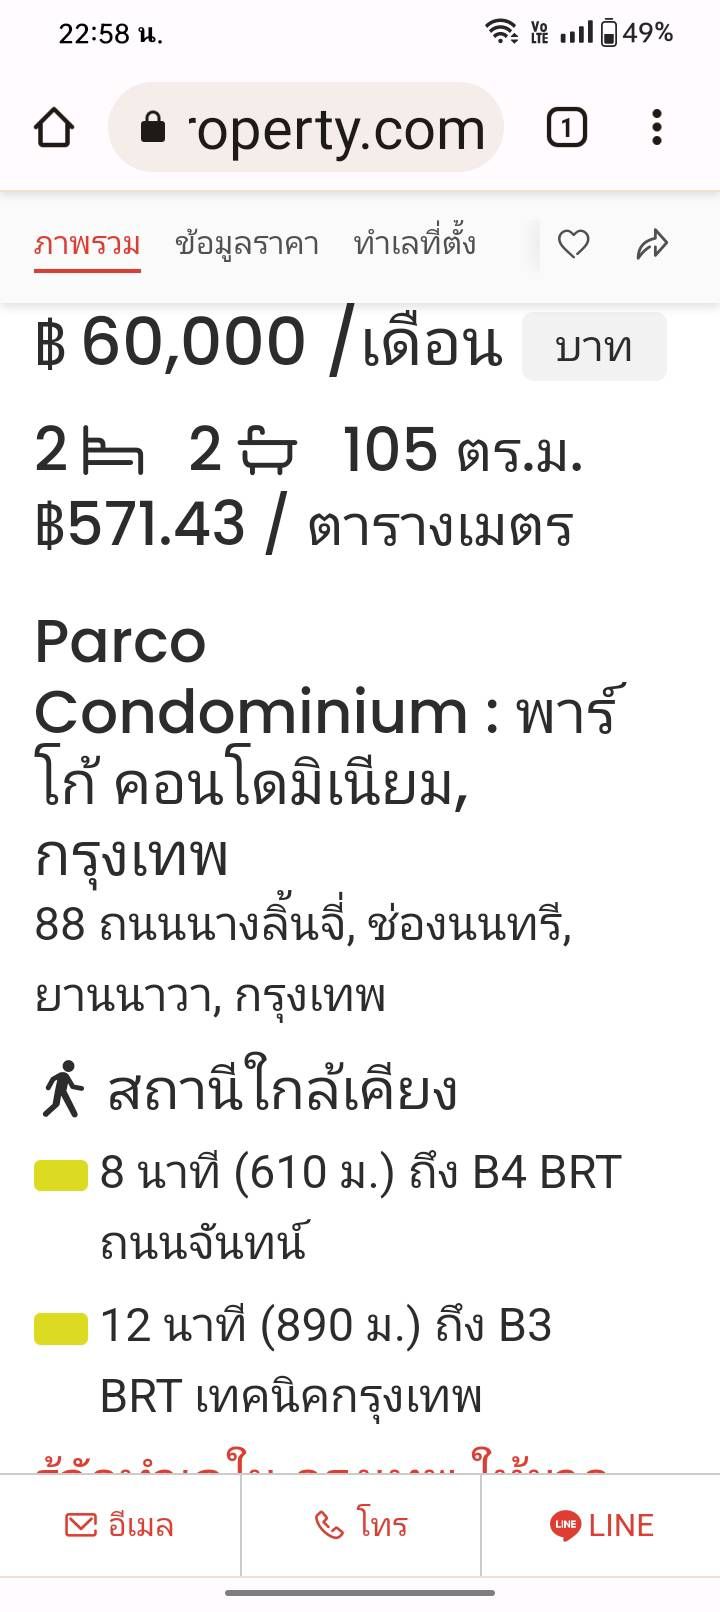 22:58 น.
Vo LTE
49%
roperty.com
1
ภาพรวม ข้อมูลราคา ทำเลที่ตั้ง
฿ 60,000 /เดือน บาท
2 2 105 ตร.ม.
฿571.43 / ตารางเมตร
Parco
Condominium : พาร์
โก้ คอนโดมิเนียม,
กรุงเทพ
88 ถนนนางลิ้นจี่, ช่องนนทรี,
ยานนาวา, กรุงเทพ
สถานีใกล้เคียง
8 นาที (610 ม.) ถึง B4 BRT
ถนนจันทน์
12 นาที (890 ม.) ถึง B3
BRT เทคนิคกรุงเทพ
อีเมล โทร LINE LINE